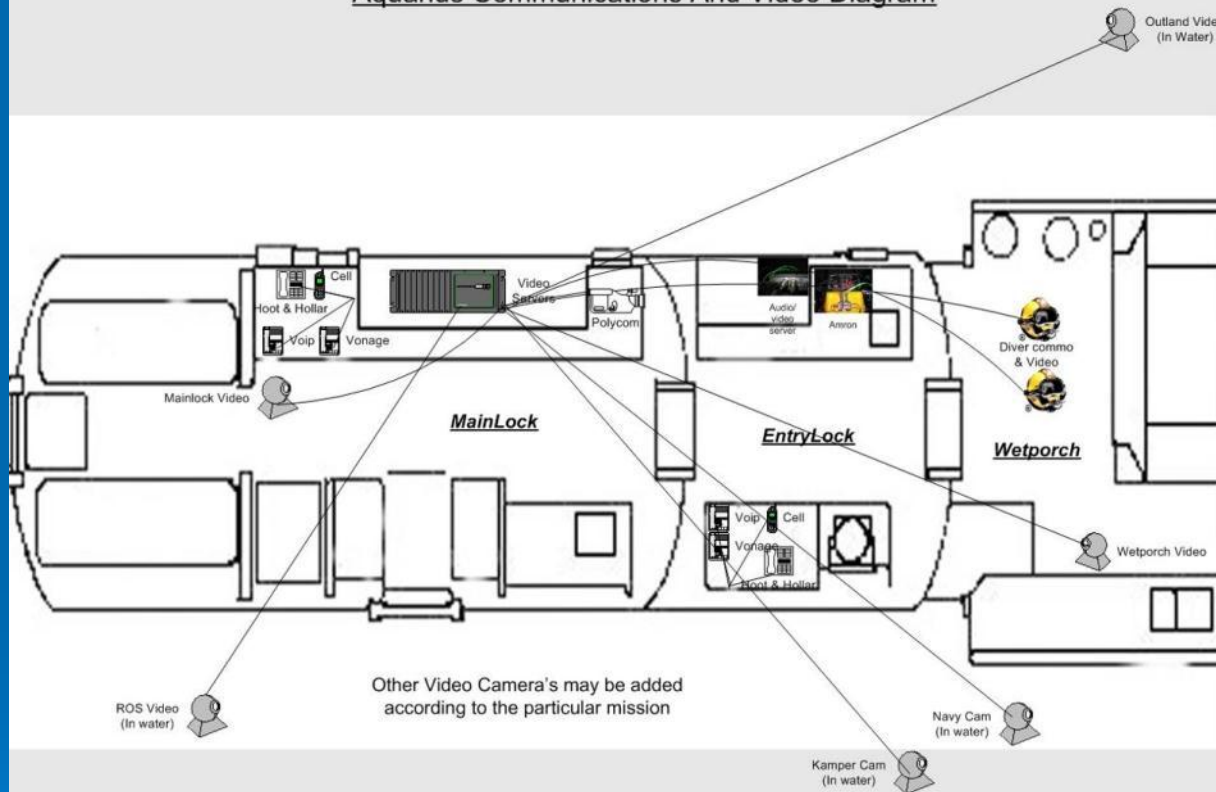 Aquarius Communications And Video Diagram
Outland Vide
(In Water)
Cell
Hoot & Hollar
Voip
Vonage
Video
Servers
Polycom
Audio/
video
server
Amron
Diver commo
& Video
®
®
Mainlock Video
MainLock
EntryLock
Wetporch
Voip
Cell
Vonage
Hoot & Hollar
Wetporch Video
Other Video Camera's may be added
according to the particular mission
ROS Video
(In water)
Navy Cam
(In water)
Kamper Cam
(In water)